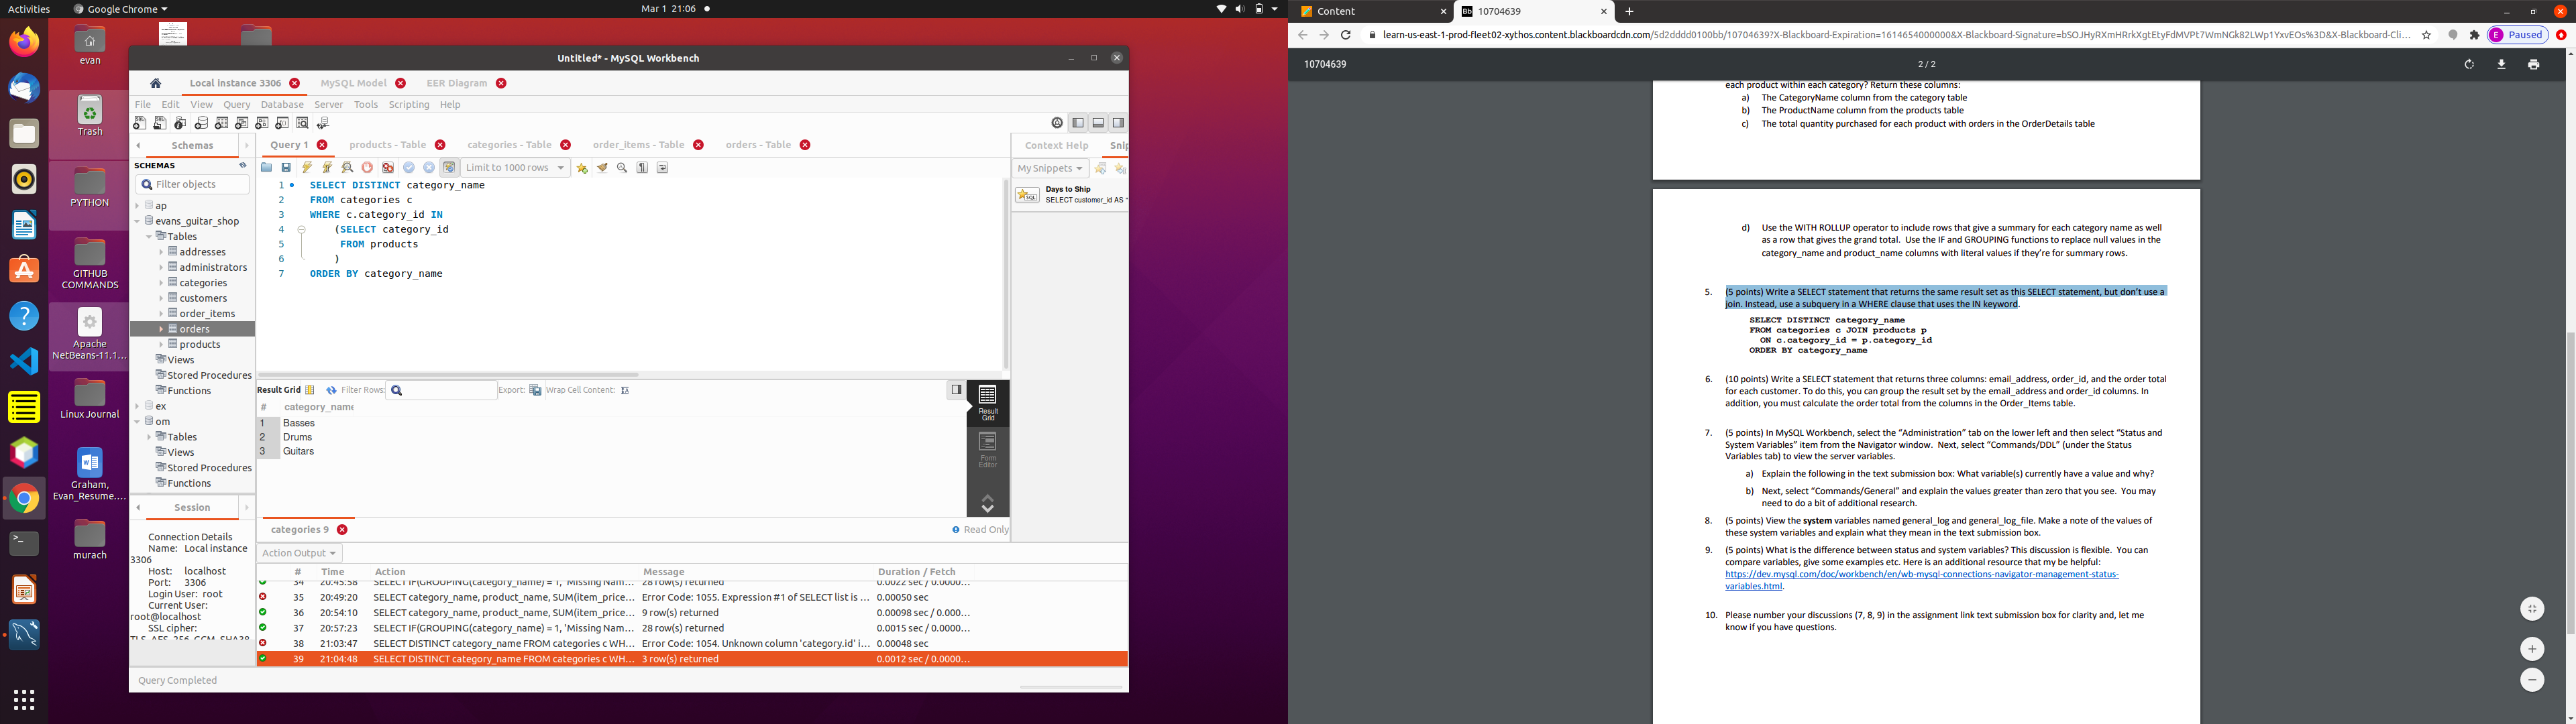 Activities
Google Chrome
Mar 1 21:06
evan
Trash
PYTHON
GITHUB
COMMANDS
Apache
NetBeans-11.1...
Linux Journal
Graham,
Evan_Resume....
murach
Untitled* - MySQL Workbench
Local instance 3306
MySQL Model
EER Diagram
File Edit View Query Database Server Tools Scripting Help
Schemas
SCHEMAS
Filter objects
ap
evans_guitar_shop
Tables
addresses
administrators
categories
customers
order_items
orders
products
Views
Stored Procedures
Functions
ex
om
Tables
Views
Stored Procedures
Functions
Session
Connection Details
Name: Local instance
3306
Host: localhost
Port: 3306
Login User: root
Current User:
root@localhost
SSL cipher:
Query 1
products - Table
categories - Table
order_items - Table
orders - Table
Limit to 1000 rows
1 SELECT DISTINCT category_name
2 FROM categories c
3 WHERE c.category_id IN
4 (SELECT category_id
5 FROM products
6 )
7 ORDER BY category_name
Context Help
Snip
My Snippets
Days to Ship
SELECT customer_id AS
Result Grid
Filter Rows:
Export:
Wrap Cell Content:
# category_name
1 Basses
2 Drums
3 Guitars
Result
Grid
Form
Editor
categories 9
Read Only
Action Output
# Time Action Message Duration / Fetch
34 20:45:58 SELECT IF(GROUPING(category_name) = 1, 'Missing Nam... 28 row(s) returned 0.0022 sec / 0.0000...
35 20:49:20 SELECT category_name, product_name, SUM(item_price... Error Code: 1055. Expression #1 of SELECT list is ... 0.00050 sec
36 20:54:10 SELECT category_name, product_name, SUM(item_price... 9 row(s) returned 0.00098 sec / 0.000...
37 20:57:23 SELECT IF(GROUPING(category_name) = 1, 'Missing Nam... 28 row(s) returned 0.0015 sec / 0.0000...
38 21:03:47 SELECT DISTINCT category_name FROM categories c WH... Error Code: 1054. Unknown column 'category.id' i... 0.00048 sec
39 21:04:48 SELECT DISTINCT category_name FROM categories c WH... 3 row(s) returned 0.0012 sec / 0.0000...
Query Completed
Content
Bb 10704639
E Paused
10704639
2 / 2
each product within each category? Return these columns:
a) The CategoryName column from the category table
b) The ProductName column from the products table
c) The total quantity purchased for each product with orders in the OrderDetails table
d) Use the WITH ROLLUP operator to include rows that give a summary for each category name as well
as a row that gives the grand total. Use the IF and GROUPING functions to replace null values in the
category_name and product_name columns with literal values if they're for summary rows.
5. (5 points) Write a SELECT statement that returns the same result set as this SELECT statement, but don't use a
join. Instead, use a subquery in a WHERE clause that uses the IN keyword.
SELECT DISTINCT category_name
FROM categories c JOIN products p
ON c.category_id = p.category_id
ORDER BY category_name
6. (10 points) Write a SELECT statement that returns three columns: email_address, order_id, and the order total
for each customer. To do this, you can group the result set by the email_address and order_id columns. In
addition, you must calculate the order total from the columns in the Order_Items table.
7. (5 points) In MySQL Workbench, select the "Administration" tab on the lower left and then select "Status and
System Variables" item from the Navigator window. Next, select "Commands/DDL" (under the Status
Variables tab) to view the server variables.
a) Explain the following in the text submission box: What variable(s) currently have a value and why?
b) Next, select "Commands/General" and explain the values greater than zero that you see. You may
need to do a bit of additional research.
8. (5 points) View the system variables named general_log and general_log_file. Make a note of the values of
these system variables and explain what they mean in the text submission box.
9. (5 points) What is the difference between status and system variables? This discussion is flexible. You can
compare variables, give some examples etc. Here is an additional resource that my be helpful:
https://dev.mysql.com/doc/workbench/en/wb-mysql-connections-navigator-management-status-
variables.html.
10. Please number your discussions (7, 8, 9) in the assignment link text submission box for clarity and, let me
know if you have questions.